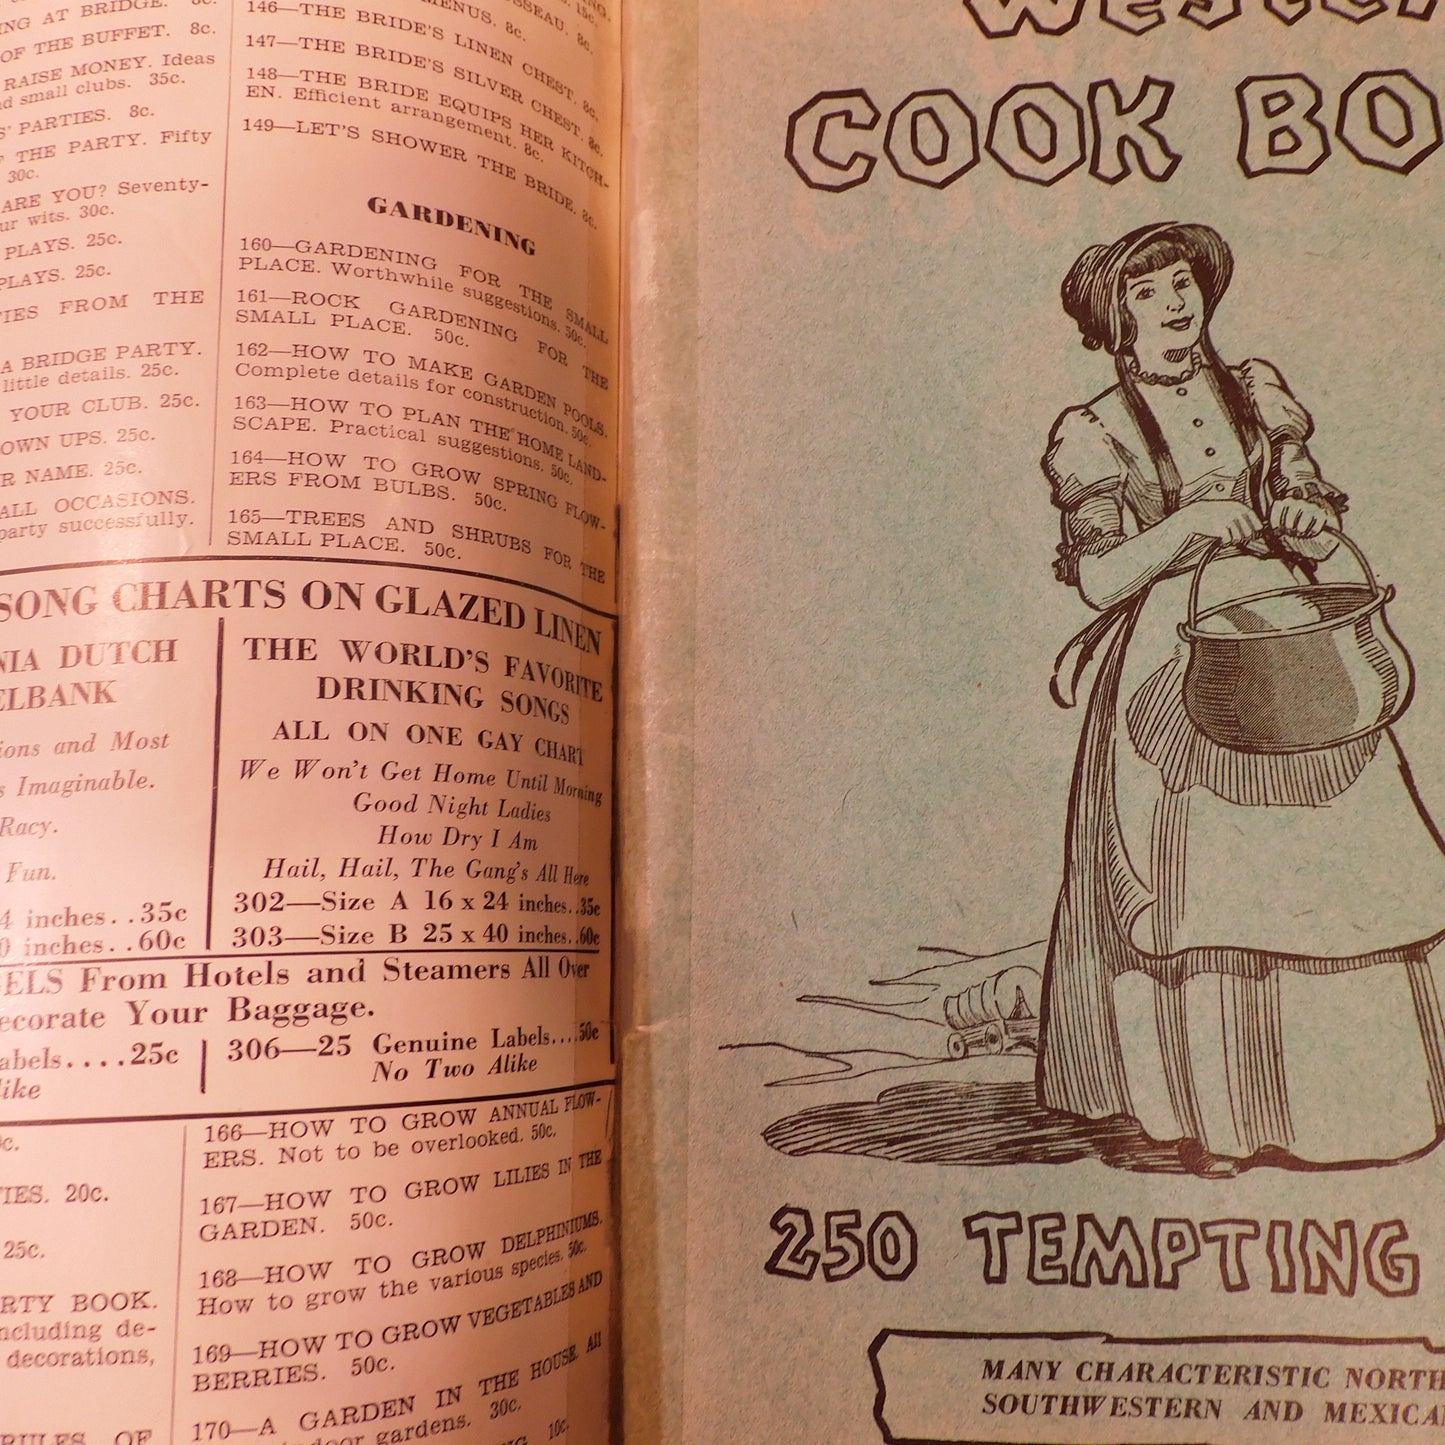 NG AT BRIDGE. 8c.
OF THE BUFFET. 8c.
RAISE MONEY. Ideas
small clubs. 35c.
PARTIES. 8c.
THE PARTY. Fifty
30c.
ARE YOU? Seventy-
ur wits. 30c.
PLAYS. 25c.
PLAYS. 25c.
IES FROM THE
A BRIDGE PARTY.
little details. 25c.
YOUR CLUB. 25c.
OWN UPS. 25c.
R NAME. 25c.
ALL OCCASIONS.
party successfully.
MENUS. 8c.
146—THE BRIDE'S LINEN CHEST. 8c.
147—THE BRIDE'S SILVER CHEST. 8c.
148—THE BRIDE EQUIPS HER KITCH-
EN. Efficient arrangement. 8c.
149—LET'S SHOWER THE BRIDE. 8c.
GARDENING
160—GARDENING FOR THE SMALL
PLACE. Worthwhile suggestions. 50c.
161—ROCK GARDENING FOR THE
SMALL PLACE. 50c.
162—HOW TO MAKE GARDEN POOLS.
Complete details for construction. 50c.
163—HOW TO PLAN THE HOME LAND-
SCAPE. Practical suggestions. 50c.
164—HOW TO GROW SPRING FLOW-
ERS FROM BULBS. 50c.
165—TREES AND SHRUBS FOR THE
SMALL PLACE. 50c.
SONG CHARTS ON GLAZED LINEN
NIA DUTCH
ELBANK
ions and Most
s Imaginable.
Racy.
Fun.
4 inches..35c
0 inches..60c
THE WORLD'S FAVORITE
DRINKING SONGS
ALL ON ONE GAY CHART
We Won't Get Home Until Morning
Good Night Ladies
How Dry I Am
Hail, Hail, The Gang's All Here
302—Size A 16 x 24 inches..35c
303—Size B 25 x 40 inches..60c
BELS From Hotels and Steamers All Over
ecorate Your Baggage.
abels....25c
like
306—25 Genuine Labels....50c
No Two Alike
TIES. 20c.
25c.
RTY BOOK.
ncluding de-
decorations,
RULES OF
166—HOW TO GROW ANNUAL FLOW-
ERS. Not to be overlooked. 50c.
167—HOW TO GROW LILIES IN THE
GARDEN. 50c.
168—HOW TO GROW DELPHINIUMS.
How to grow the various species. 50c.
169—HOW TO GROW VEGETABLES AND
BERRIES. 50c.
170—A GARDEN IN THE HOUSE. All
indoor gardens. 30c.
10c.
WESTER
COOK BO
250 TEMPTING
MANY CHARACTERISTIC NORTH
SOUTHWESTERN AND MEXICA